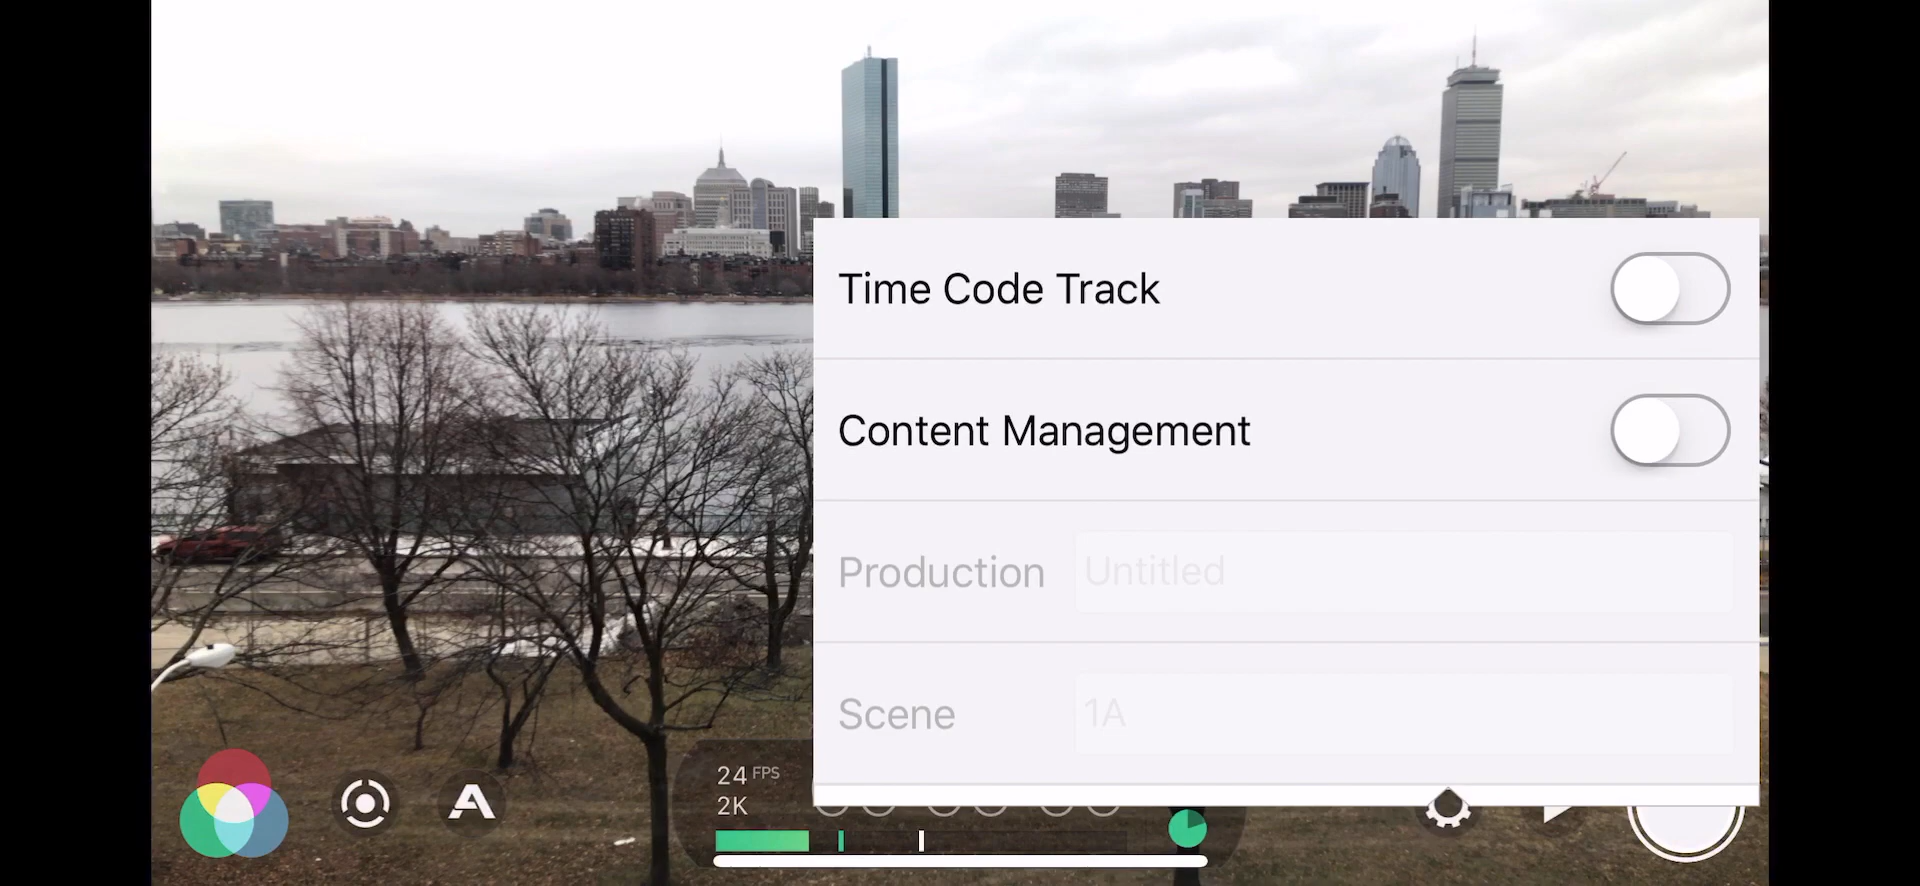 Time Code Track
Content Management
Production Untitled
Scene 1A
24 FPS
2K